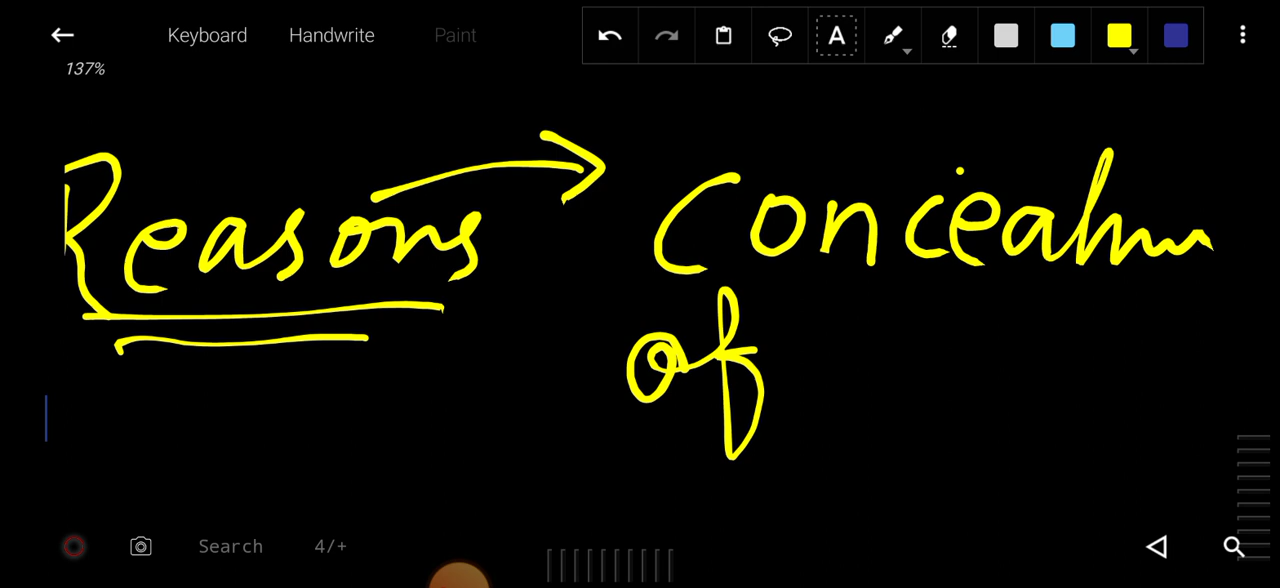 Keyboard Handwrite Paint
137%
A
Reasons → Concealm
of
Search 4/+